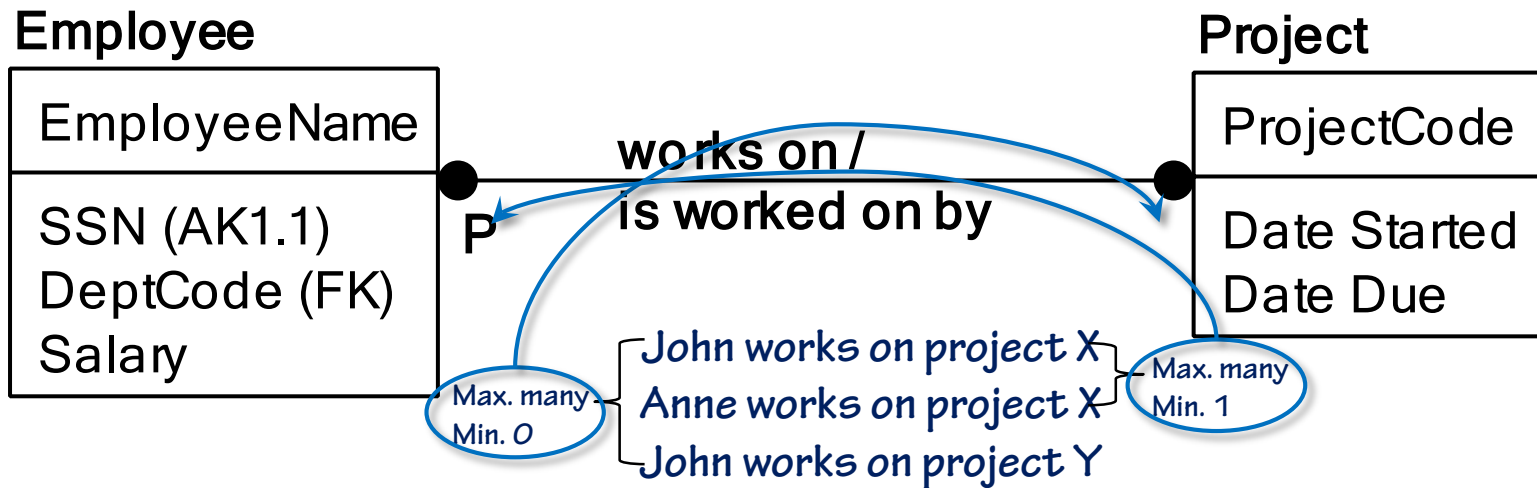 Employee
EmployeeName
SSN (AK1.1)
DeptCode (FK)
Salary
P
works on /
is worked on by
Project
ProjectCode
Date Started
Date Due
Max. many
Min. 0
John works on project X
Anne works on project X
John works on project Y
Max. many
Min. 1